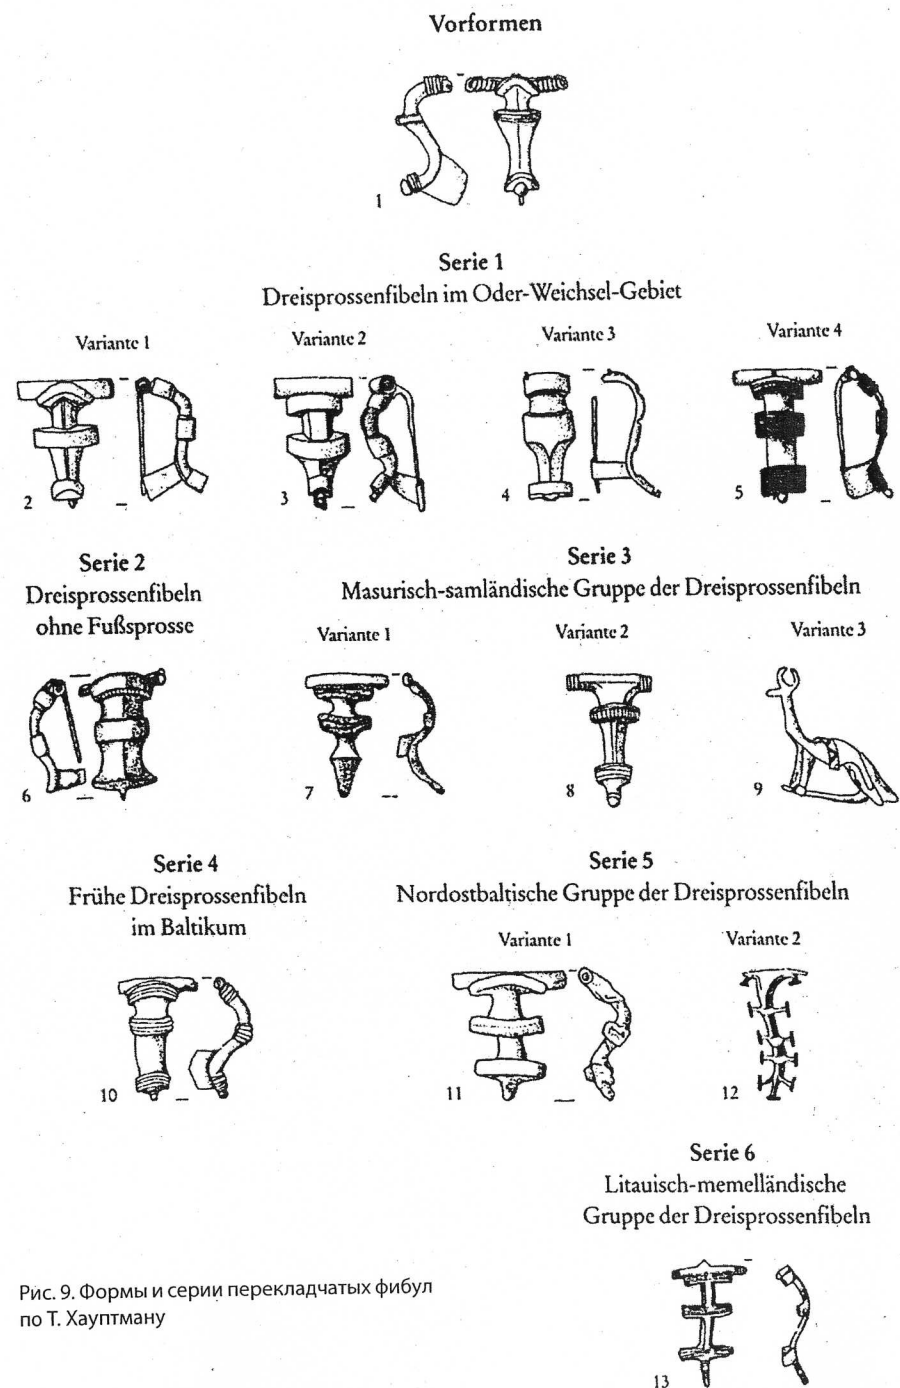 Vorformen
1
Serie 1
Dreisprossenfibeln im Oder-Weichsel-Gebiet
Variante 1
Variante 2
Variante 3
Variante 4
2
3
4
5
Serie 2
Dreisprossenfibeln
ohne Fußsprosse
Serie 3
Masurisch-samländische Gruppe der Dreisprossenfibeln
Variante 1
Variante 2
Variante 3
6
7
8
9
Serie 4
Frühe Dreisprossenfibeln
im Baltikum
Serie 5
Nordostbaltische Gruppe der Dreisprossenfibeln
Variante 1
Variante 2
10
11
12
Serie 6
Litauisch-memelländische
Gruppe der Dreisprossenfibeln
13
Рис. 9. Формы и серии перекладчатых фибул
по Т. Хауптману